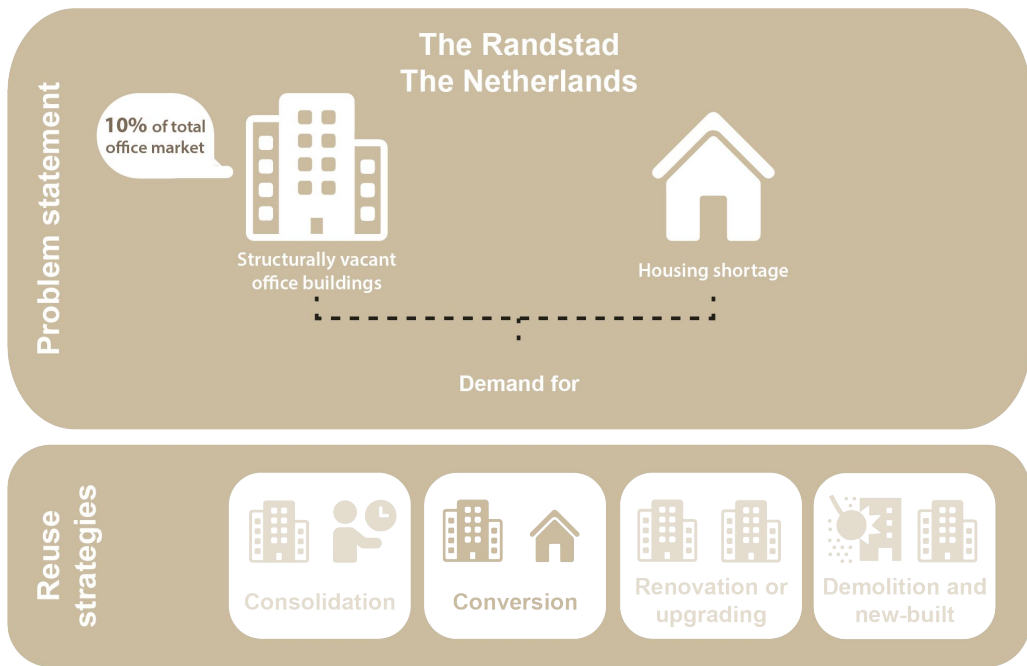 The Randstad
The Netherlands
Problem statement
10% of total
office market
Structurally vacant
office buildings
Housing shortage
Demand for
Reuse
strategies
Consolidation
Conversion
Renovation or
upgrading
Demolition and
new-built